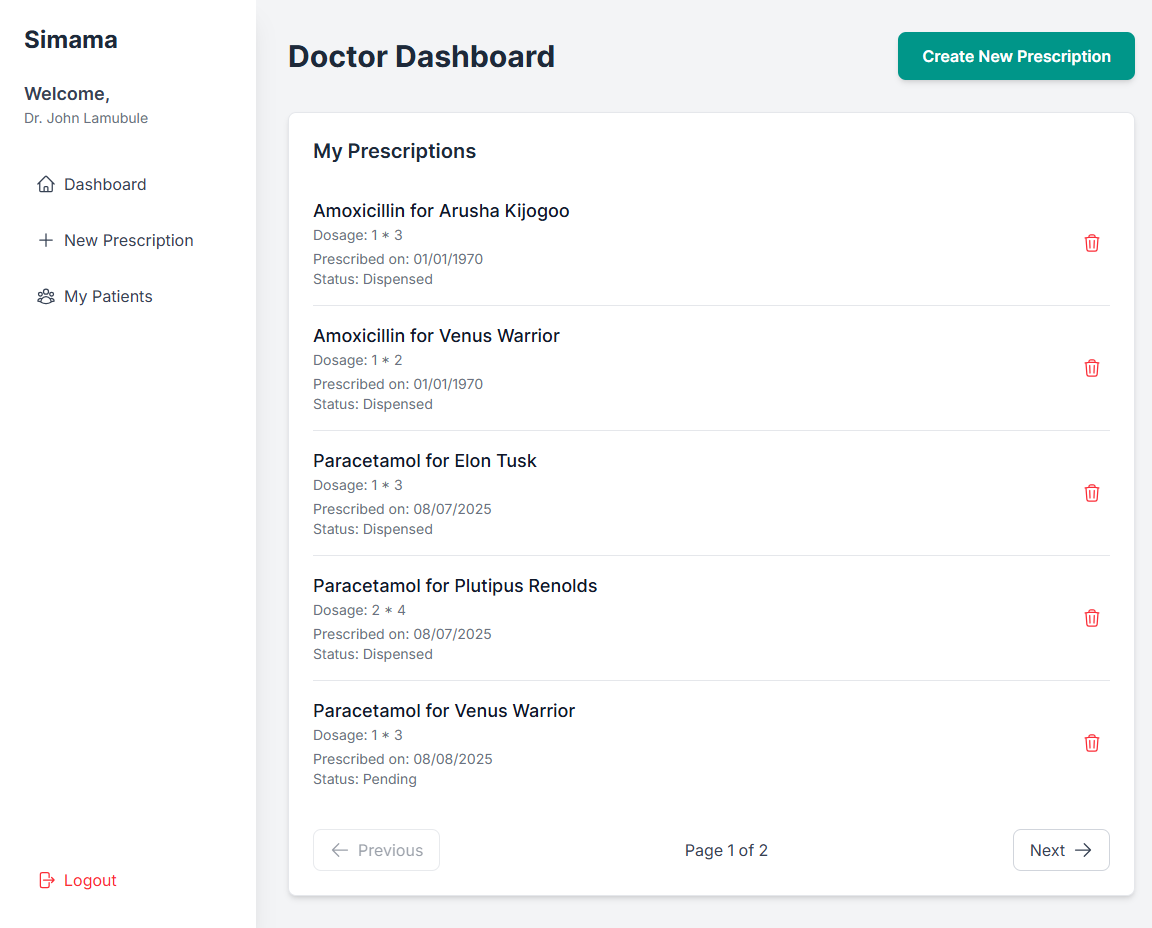 Simama
Welcome,
Dr. John Lamubule
Dashboard
New Prescription
My Patients
Logout
Doctor Dashboard
Create New Prescription
My Prescriptions
Amoxicillin for Arusha Kijogoo
Dosage: 1 * 3
Prescribed on: 01/01/1970
Status: Dispensed
Amoxicillin for Venus Warrior
Dosage: 1 * 2
Prescribed on: 01/01/1970
Status: Dispensed
Paracetamol for Elon Tusk
Dosage: 1 * 3
Prescribed on: 08/07/2025
Status: Dispensed
Paracetamol for Plutipus Renolds
Dosage: 2 * 4
Prescribed on: 08/07/2025
Status: Dispensed
Paracetamol for Venus Warrior
Dosage: 1 * 3
Prescribed on: 08/08/2025
Status: Pending
Previous
Page 1 of 2
Next